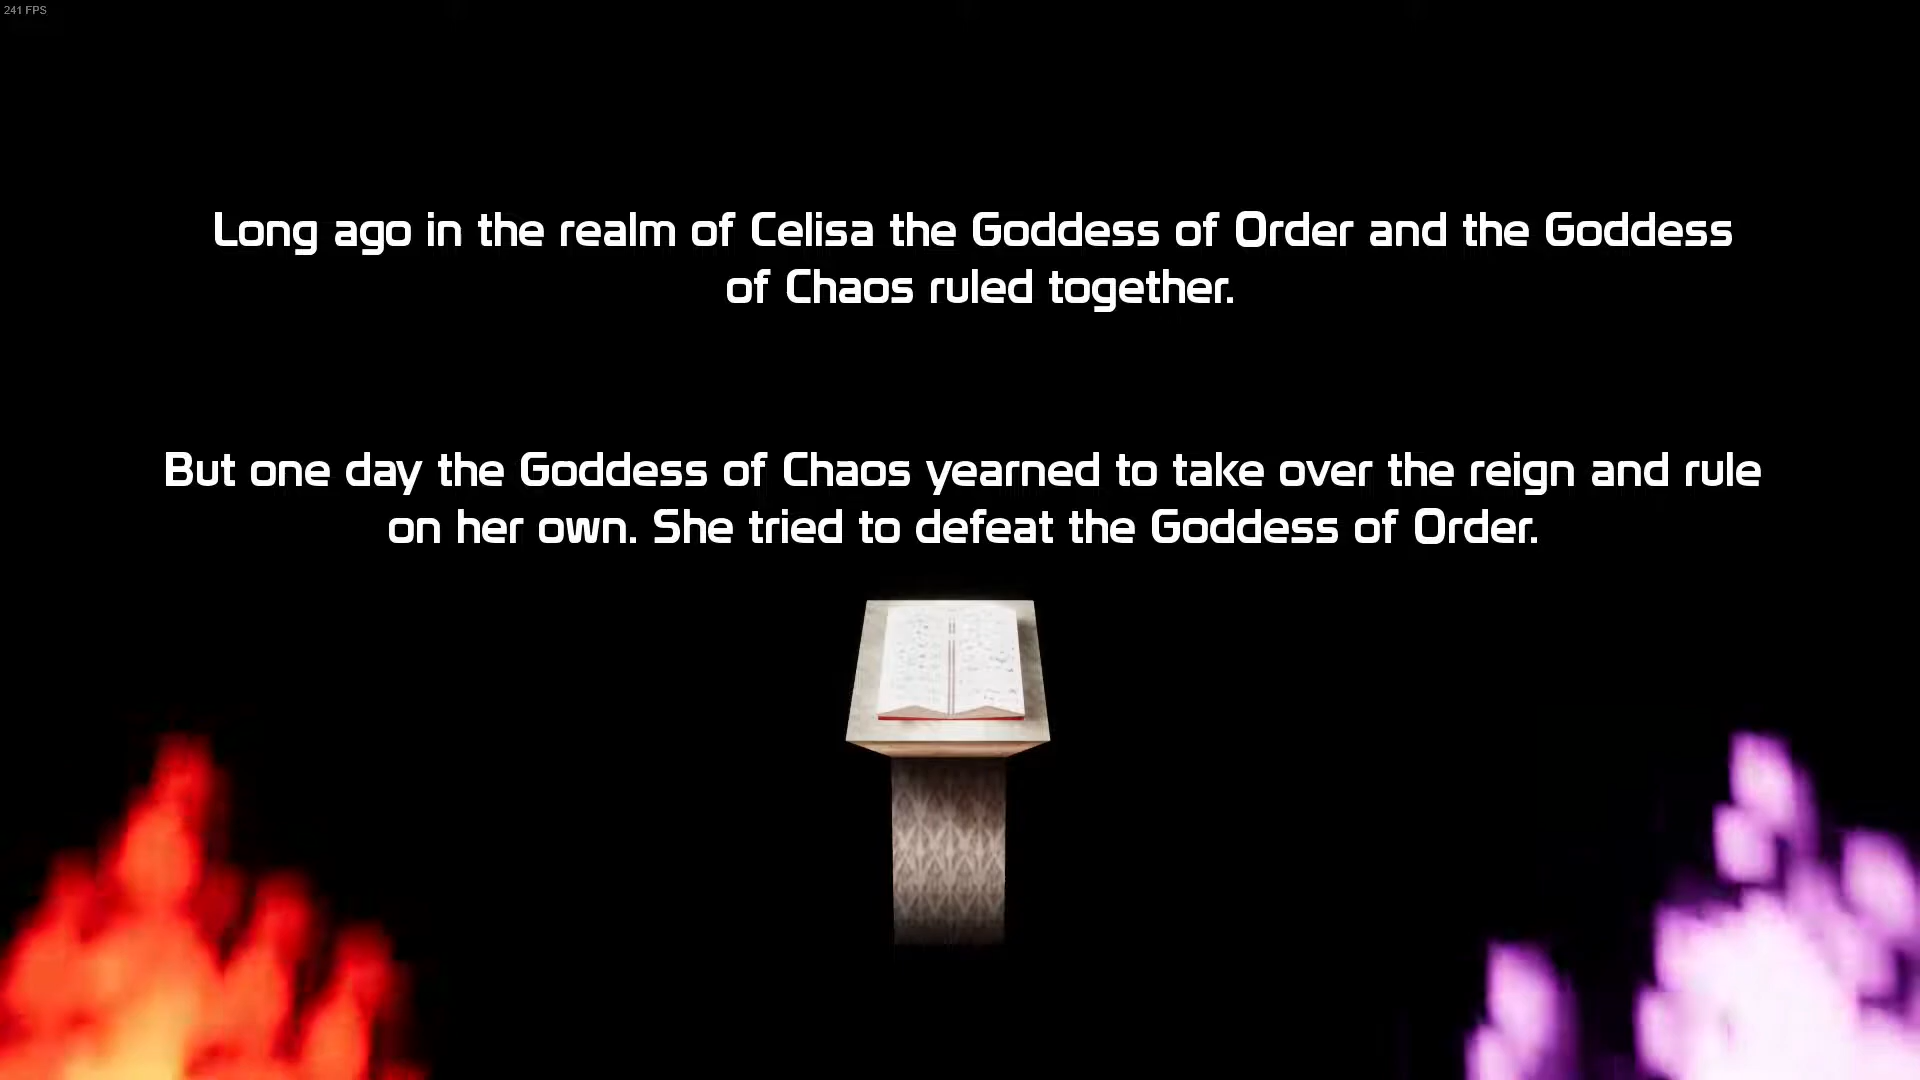 241 FPS
Long ago in the realm of Celisa the Goddess of Order and the Goddess
of Chaos ruled together.
But one day the Goddess of Chaos yearned to take over the reign and rule
on her own. She tried to defeat the Goddess of Order.